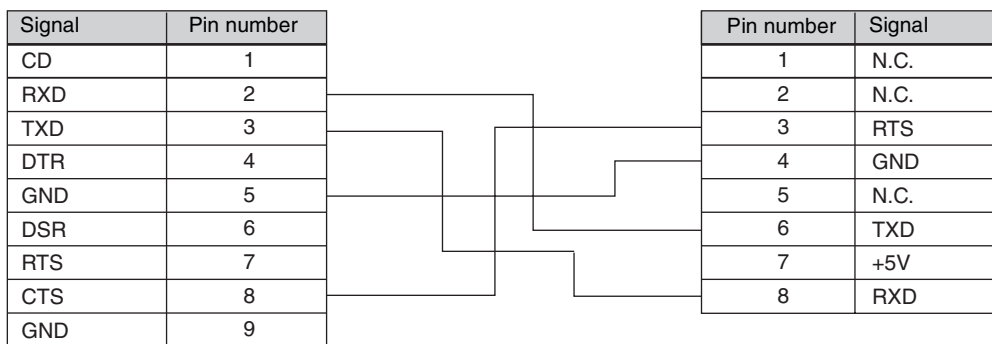 Signal Pin number
CD 1
RXD 2
TXD 3
DTR 4
GND 5
DSR 6
RTS 7
CTS 8
GND 9
Pin number Signal
1 N.C.
2 N.C.
3 RTS
4 GND
5 N.C.
6 TXD
7 +5V
8 RXD